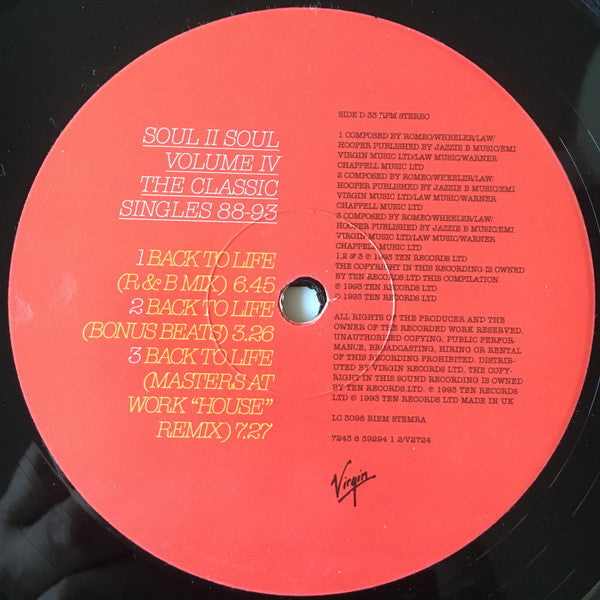 SOUL II SOUL
VOLUME IV
THE CLASSIC
SINGLES 88-93
1 BACK TO LIFE
(R & B MIX) 6.45
2 BACK TO LIFE
(BONUS BEATS) 3.26
3 BACK TO LIFE
(MASTERS AT
WORK "HOUSE"
REMIX) 7.27
SIDE D 33 RPM STEREO
1 COMPOSED BY ROMEO/WHEELER/LAW/
HOOPER PUBLISHED BY JAZZIE B MUSIC/EMI
VIRGIN MUSIC LTD/LAW MUSIC/WARNER
CHAPPELL MUSIC LTD
2 COMPOSED BY ROMEO/WHEELER/LAW/
HOOPER PUBLISHED BY JAZZIE B MUSIC/EMI
VIRGIN MUSIC LTD/LAW MUSIC/WARNER
CHAPPELL MUSIC LTD
3 COMPOSED BY ROMEO/WHEELER/LAW/
HOOPER PUBLISHED BY JAZZIE B MUSIC/EMI
VIRGIN MUSIC LTD/LAW MUSIC/WARNER
CHAPPELL MUSIC LTD
1, 2 & 3 ℗ 1993 TEN RECORDS LTD
THE COPYRIGHT IN THIS RECORDING IS OWNED
BY TEN RECORDS LTD THIS COMPILATION
℗ 1993 TEN RECORDS LTD
© 1993 TEN RECORDS LTD
ALL RIGHTS OF THE PRODUCER AND THE
OWNER OF THE RECORDED WORK RESERVED.
UNAUTHORISED COPYING, PUBLIC PERFOR-
MANCE, BROADCASTING, HIRING OR RENTAL
OF THIS RECORDING PROHIBITED. DISTRIB-
UTED BY VIRGIN RECORDS LTD. THE COPY-
RIGHT IN THIS SOUND RECORDING IS OWNED
BY TEN RECORDS LTD. ℗ 1993 TEN RECORDS
LTD © 1993 TEN RECORDS LTD MADE IN UK
LC 3098 BIEM STEMRA
7243 8 39294 1 2/V2724
Virgin